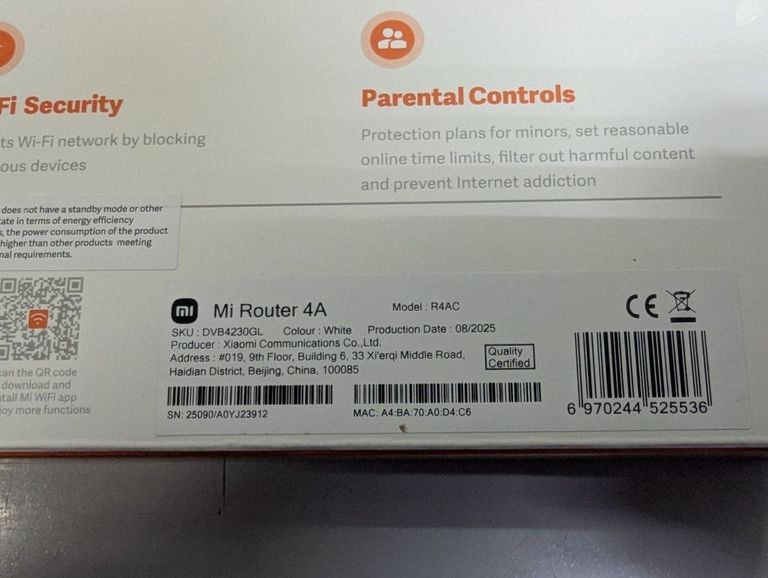 Fi Security
ts Wi-Fi network by blocking
ous devices
Parental Controls
Protection plans for minors, set reasonable
online time limits, filter out harmful content
and prevent Internet addiction
does not have a standby mode or other
ate in terms of energy efficiency
s, the power consumption of the product
higher than other products meeting
nal requirements.
an the QR code
download and
tall Mi WiFi app
joy more functions
mi Mi Router 4A Model : R4AC
SKU : DVB4230GL Colour : White Production Date : 08/2025
Producer : Xiaomi Communications Co.,Ltd.
Address : #019, 9th Floor, Building 6, 33 Xi'erqi Middle Road,
Haidian District, Beijing, China, 100085
Quality
Certified
CE
SN: 25090/A0YJ23912
MAC: A4:BA:70:A0:D4:C6
6 970244 525536